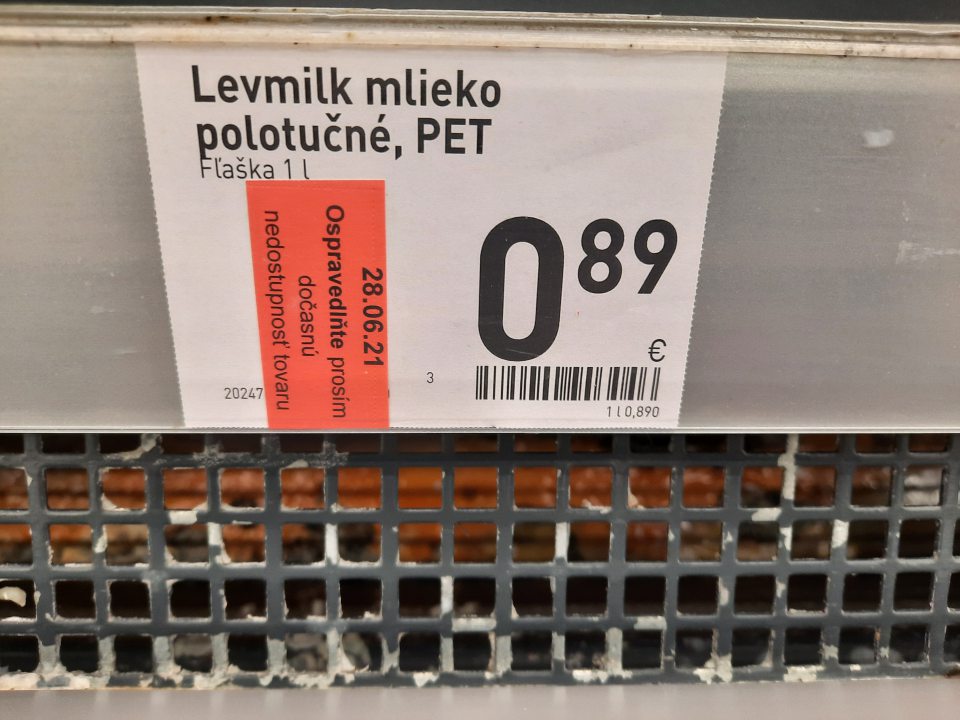 Levmilk mlieko
polotučné, PET
Fľaška 1 l
28.06.21
Ospravedlňte prosím
dočasnú
nedostupnosť tovaru
0 89
€
3
20247
1 l 0,890